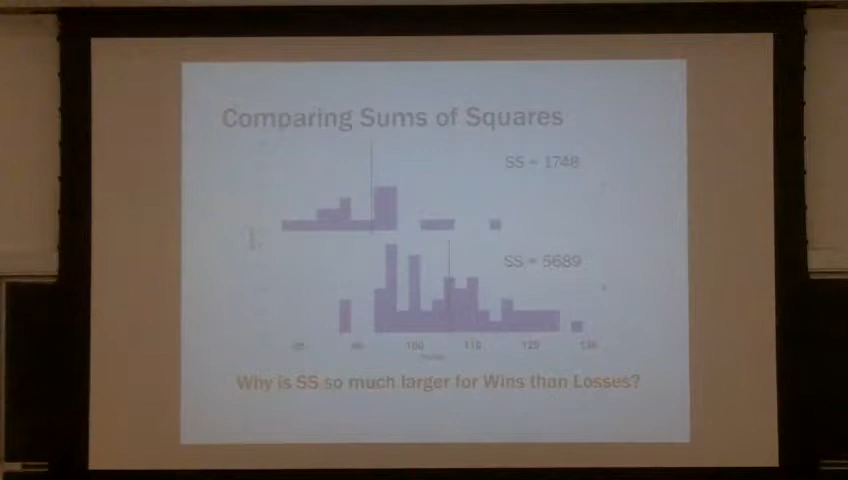 Comparing Sums of Squares
SS = 1748
SS = 5689
100
110
120
130
Why is SS so much larger for Wins than Losses?